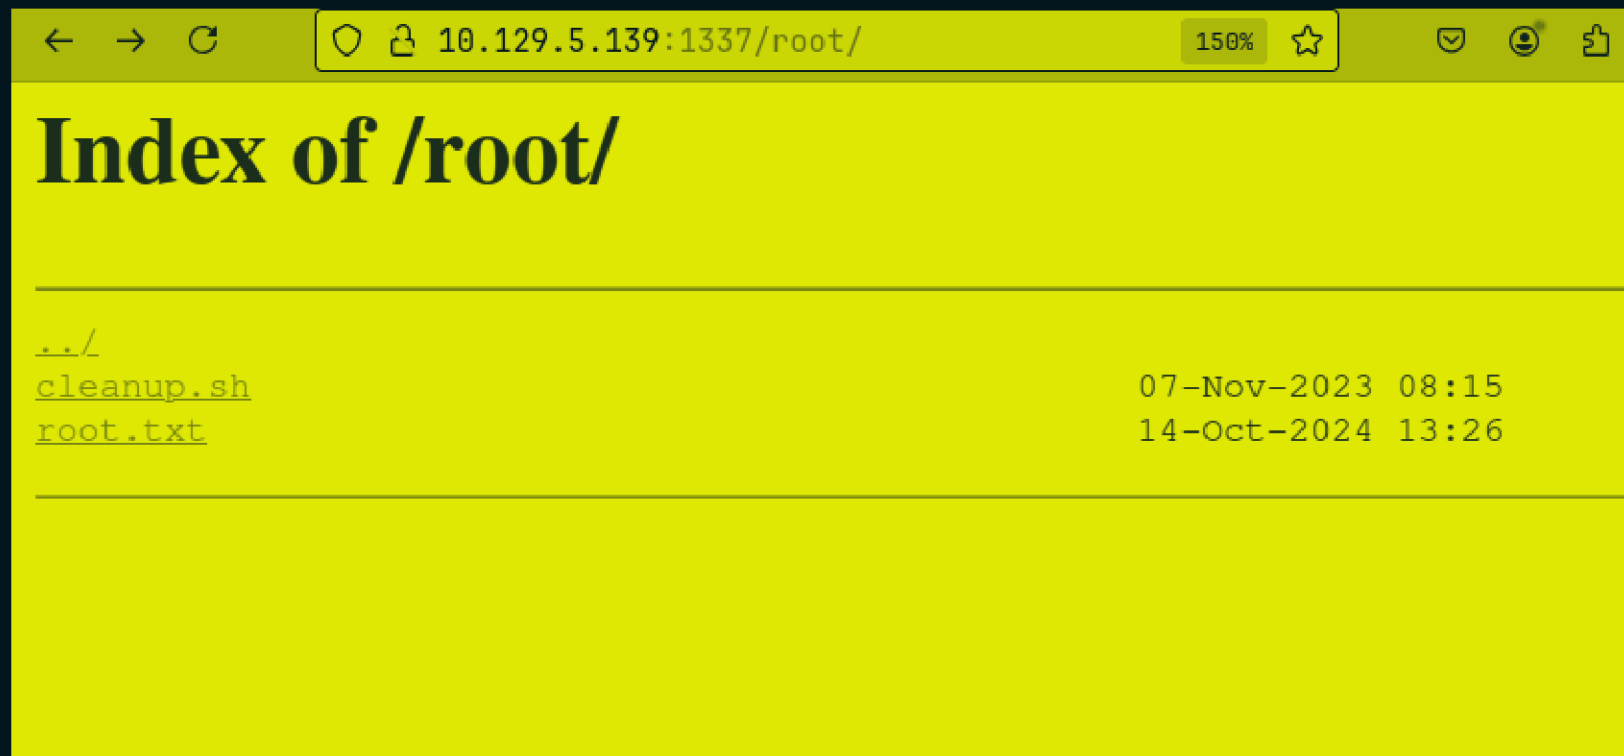 10.129.5.139:1337/root/ 150%
Index of /root/
../
cleanup.sh 07-Nov-2023 08:15
root.txt 14-Oct-2024 13:26